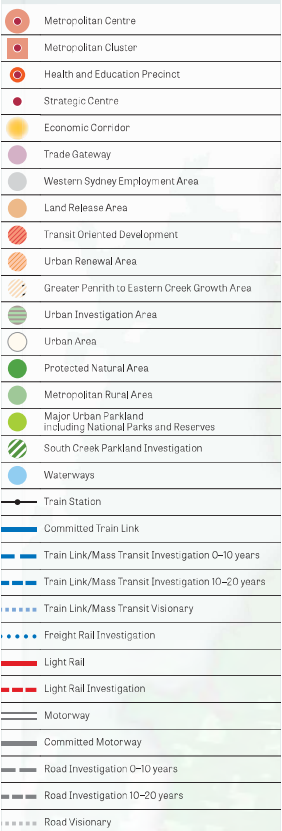 Metropolitan Centre
Metropolitan Cluster
Health and Education Precinct
Strategic Centre
Economic Corridor
Trade Gateway
Western Sydney Employment Area
Land Release Area
Transit Oriented Development
Urban Renewal Area
Greater Penrith to Eastern Creek Growth Area
Urban Investigation Area
Urban Area
Protected Natural Area
Metropolitan Rural Area
Major Urban Parkland
including National Parks and Reserves
South Creek Parkland Investigation
Waterways
Train Station
Committed Train Link
Train Link/Mass Transit Investigation 0–10 years
Train Link/Mass Transit Investigation 10–20 years
Train Link/Mass Transit Visionary
Freight Rail Investigation
Light Rail
Light Rail Investigation
Motorway
Committed Motorway
Road Investigation 0–10 years
Road Investigation 10–20 years
Road Visionary